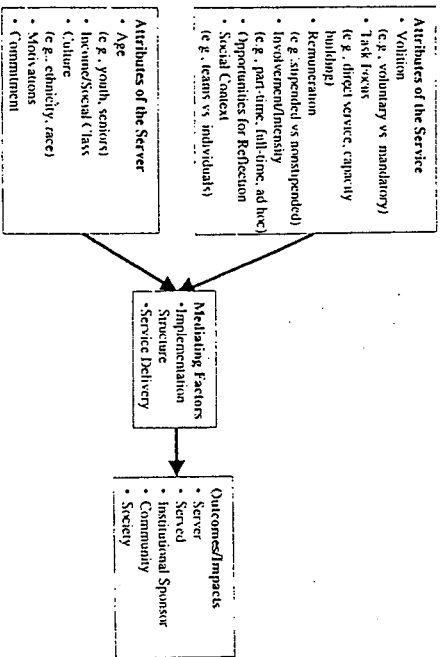 Attributes of the Service
• Volition
(e.g., voluntary vs. mandatory)
• Task Focus
(e.g., direct service, capacity
building)
• Remuneration
(e.g. stipended vs nonstipended)
• Involvement/Intensity
(e.g., part-time, full-time, ad hoc)
• Opportunities for Reflection
• Social Context
(e.g., teams vs individuals)
Attributes of the Server
• Age
(e.g., youth, seniors)
• Income/Social Class
• Culture
(e.g., ethnicity, race)
• Motivations
• Commitment
Mediating Factors
•Implementation
Structure
•Service Delivery
Outcomes/Impacts
• Server
• Served
• Institutional Sponsor
• Community
• Society